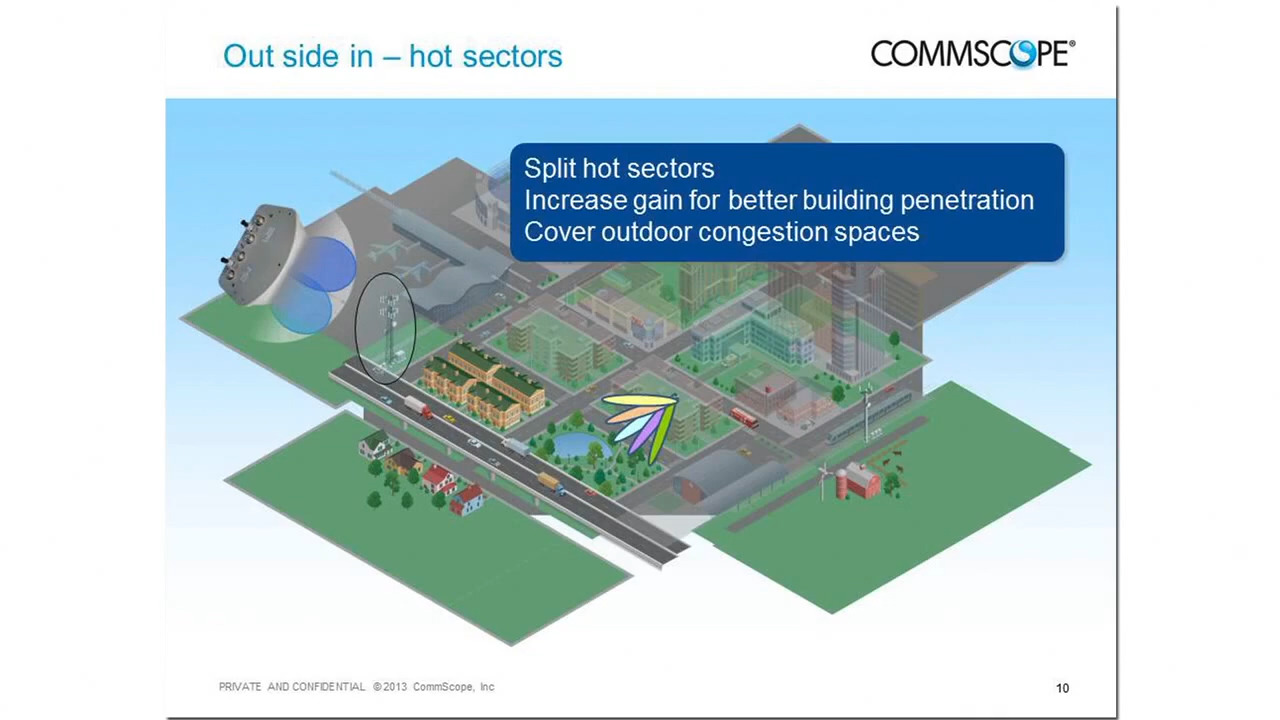 Out side in – hot sectors
COMMSCOPE®
Split hot sectors
Increase gain for better building penetration
Cover outdoor congestion spaces
PRIVATE AND CONFIDENTIAL © 2013 CommScope, Inc
10